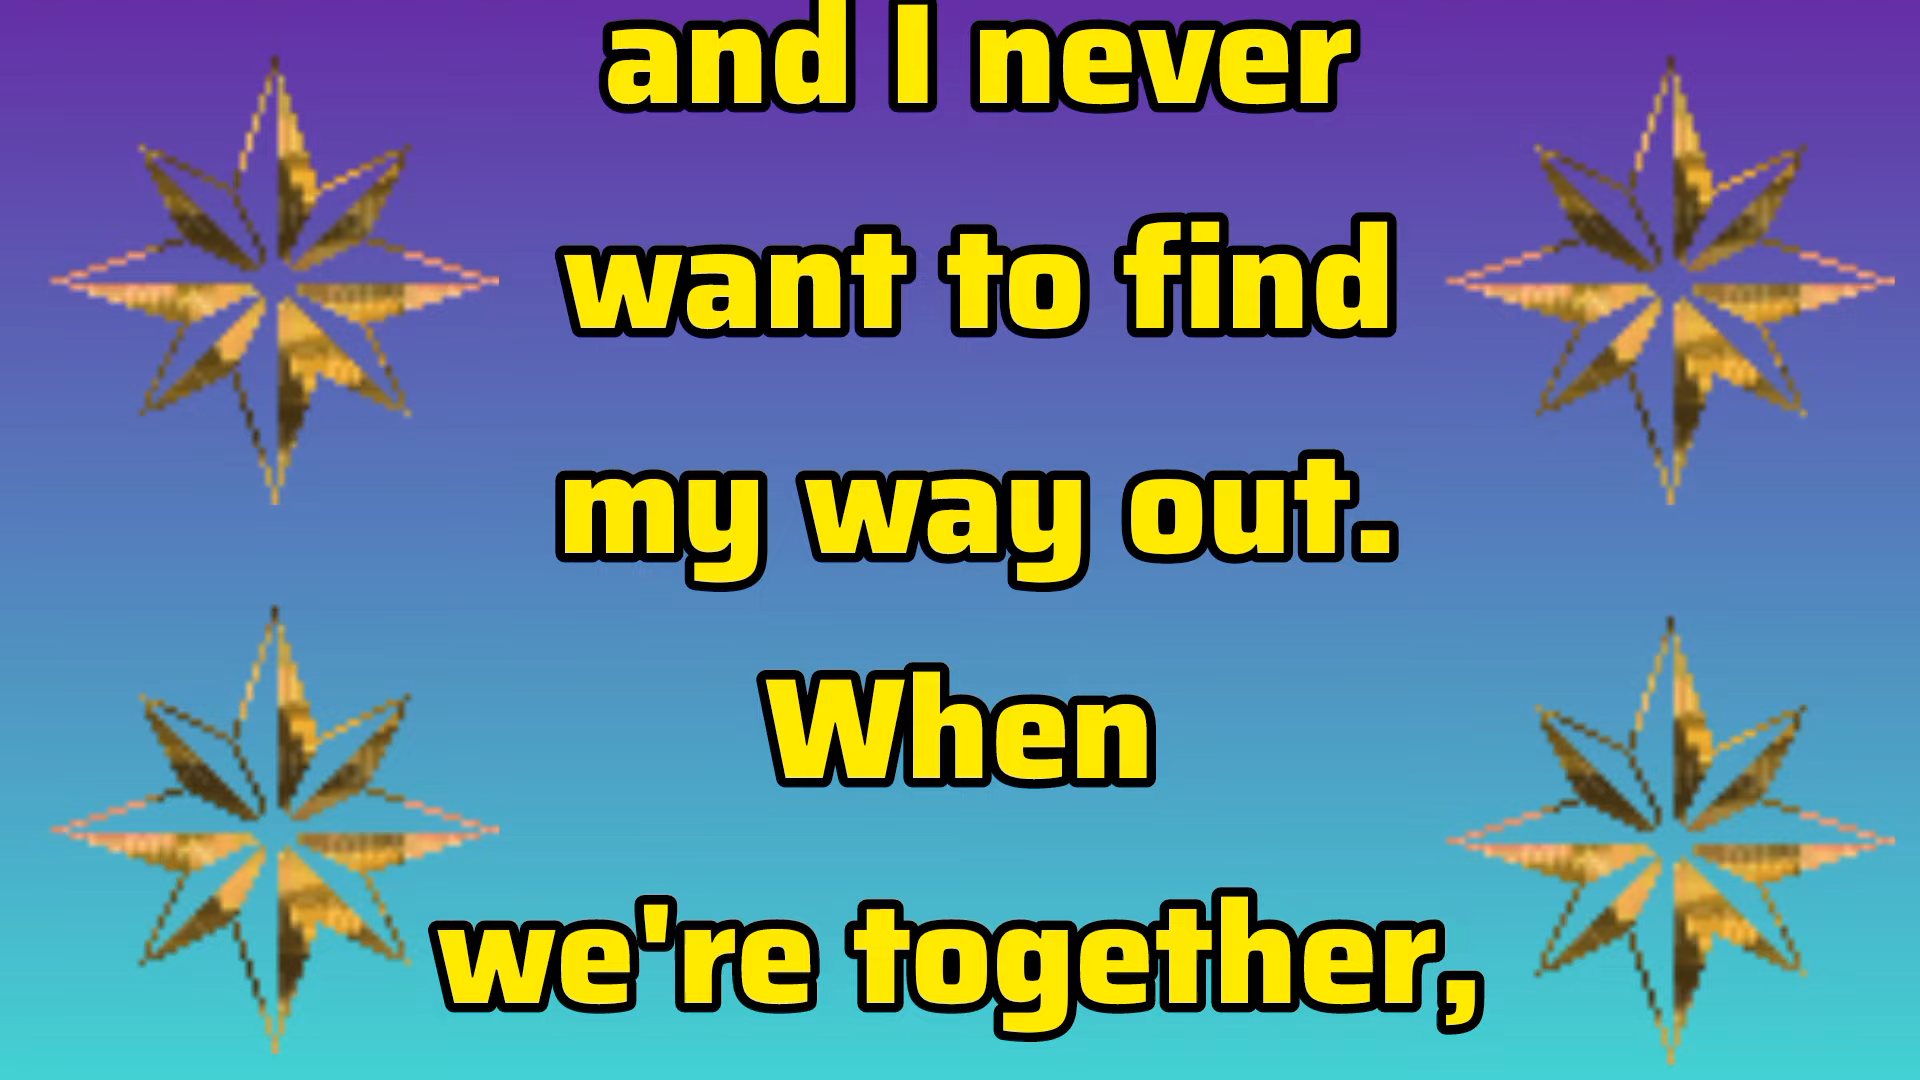 and I never
want to find
my way out.
When
we're together,